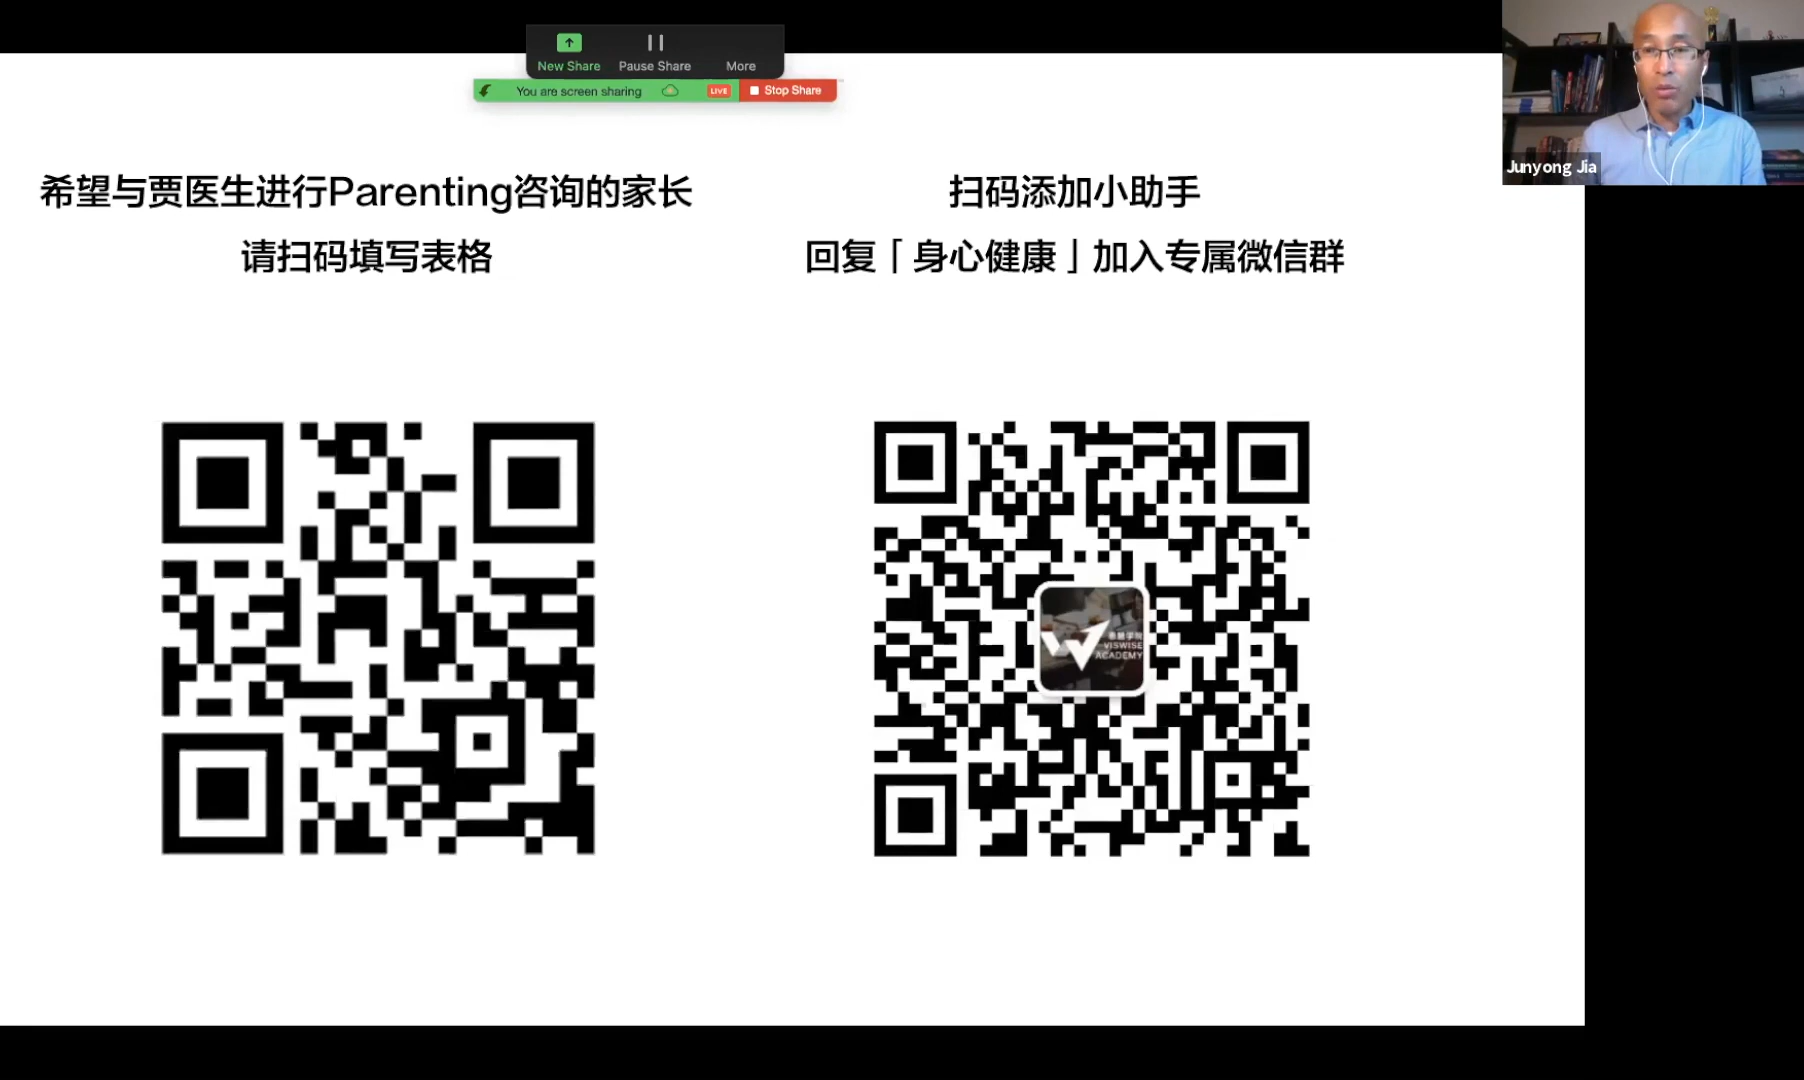 New Share
Pause Share
More
You are screen sharing
LIVE
Stop Share
Junyong Jia
希望与贾医生进行Parenting咨询的家长
请扫码填写表格
扫码添加小助手
回复「身心健康」加入专属微信群
VISWISE
ACADEMY